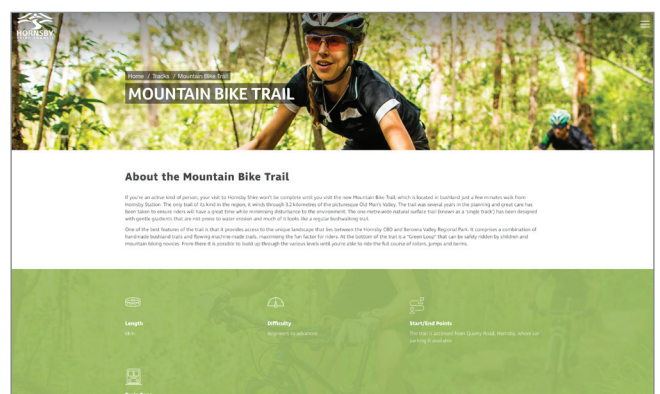 HORNSBY
SHIRE COUNCIL
Home / Tracks / Mountain Bike Trail
MOUNTAIN BIKE TRAIL
About the Mountain Bike Trail
If you're an active kind of person, your visit to Hornsby Shire won't be complete until you visit the new Mountain Bike Trail, which is located in bushland just a few minutes walk from
Hornsby Station. The only trail of its kind in the region, it winds through 3.2 kilometres of the picturesque Old Man's Valley. The trail was several years in the planning and great care has
been taken to ensure riders will have a great time while minimising disturbance to the environment. The one-metre-wide natural surface trail (known as a 'single track') has been designed
with gentle gradients that are not prone to water erosion and much of it looks like a regular bushwalking trail.
One of the best features of the trail is that it provides access to the unique landscape that lies between the Hornsby CBD and Berowra Valley Regional Park. It comprises a combination of
handmade bushland trails and flowing machine-made trails, maximising the fun factor for riders. At the bottom of the trail is a "Green Loop" that can be safely ridden by children and
mountain biking novices. From there it is possible to build up through the various levels until you're able to ride the full course of rollers, jumps and berms.
Length
Difficulty
Start/End Points
Beginners to advanced
The trail is accessed from Quarry Road, Hornsby, where car
parking is available